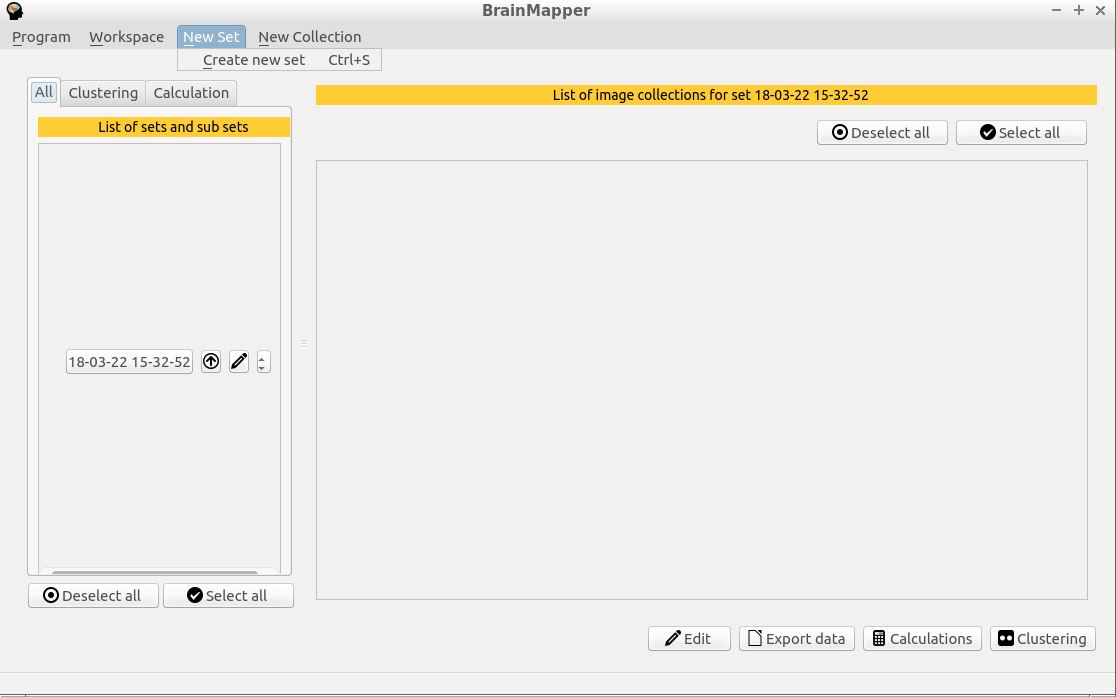 BrainMapper
Program Workspace New Set New Collection
Create new set Ctrl+S
All Clustering Calculation
List of sets and sub sets
18-03-22 15-32-52
Deselect all Select all
List of image collections for set 18-03-22 15-32-52
Deselect all Select all
Edit Export data Calculations Clustering